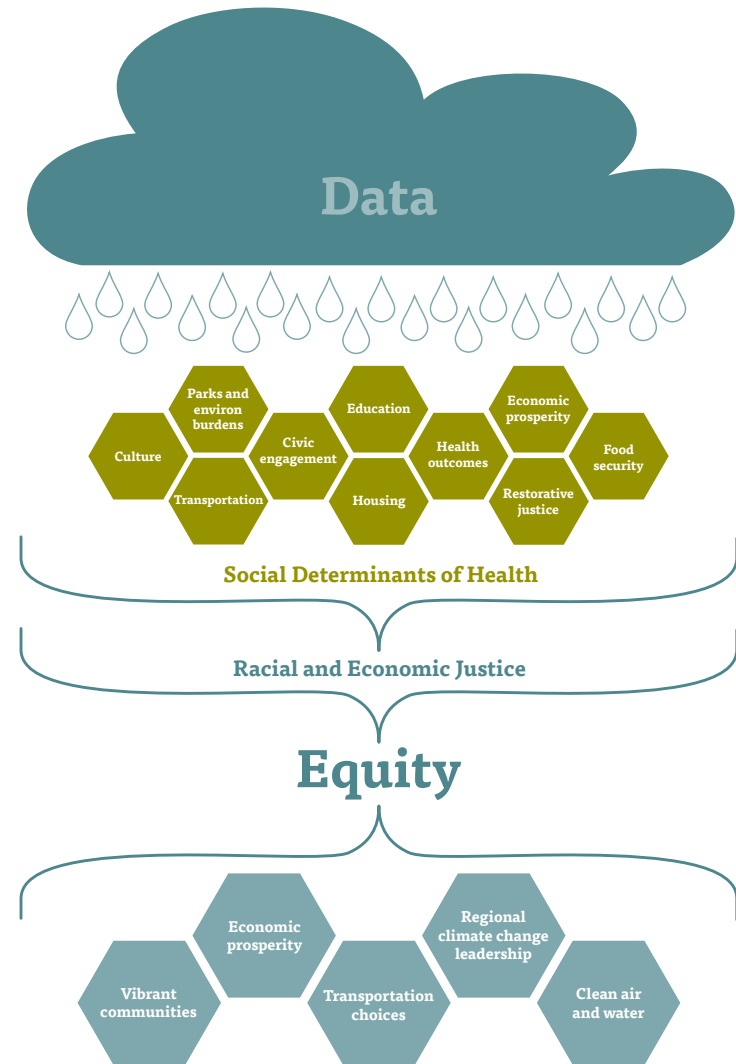 Data
Parks and
environ
burdens
Education
Economic
prosperity
Culture
Civic
engagement
Health
outcomes
Food
security
Transportation
Housing
Restorative
justice
Social Determinants of Health
Racial and Economic Justice
Equity
Economic
prosperity
Regional
climate change
leadership
Vibrant
communities
Transportation
choices
Clean air
and water